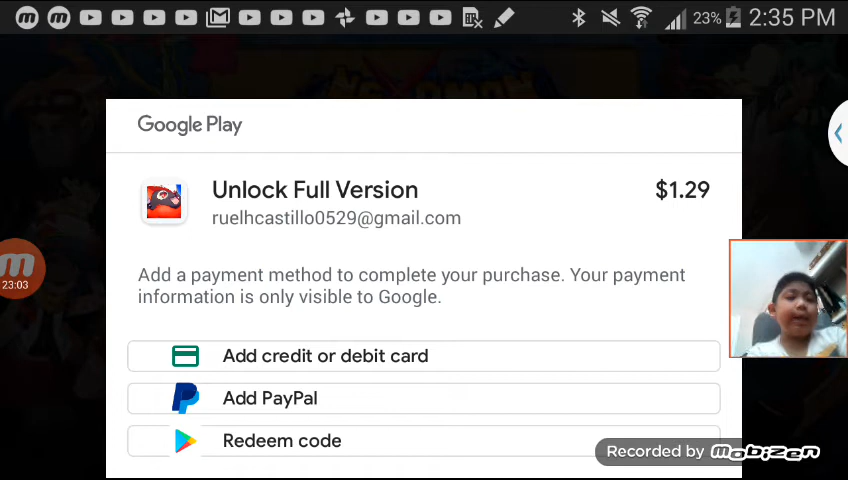 23% 2:35 PM
Google Play
Unlock Full Version $1.29
ruelhcastillo0529@gmail.com
Add a payment method to complete your purchase. Your payment
information is only visible to Google.
23:03
Add credit or debit card
Add PayPal
Redeem code
Recorded by mobizen